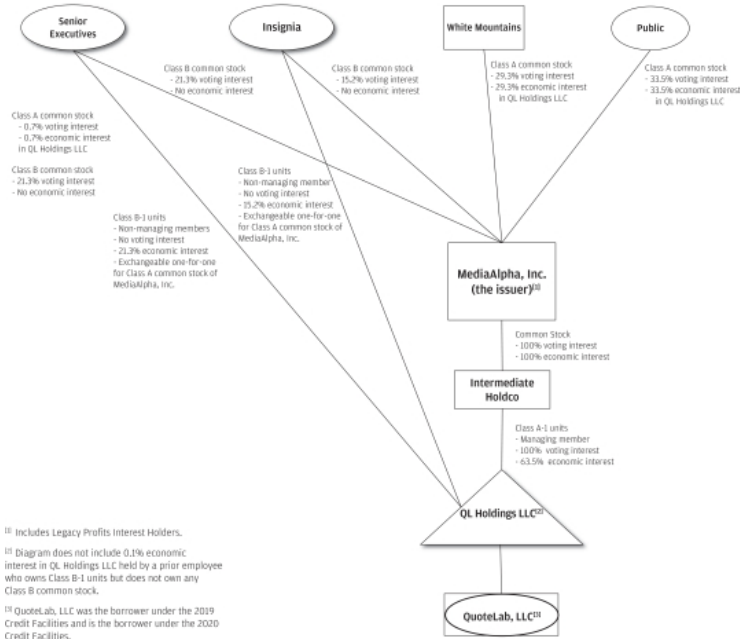 Senior
Executives
Insignia
White Mountains
Public
Class B common stock
- 21.3% voting interest
- No economic interest
Class B common stock
- 15.2% voting interest
- No economic interest
Class A common stock
- 29.3% voting interest
- 29.3% economic interest
in QL Holdings LLC
Class A common stock
- 33.5% voting interest
- 33.5% economic interest
in QL Holdings LLC
Class A common stock
- 0.7% voting interest
- 0.7% economic interest
in QL Holdings LLC
Class B common stock
- 21.3% voting interest
- No economic interest
Class B-1 units
- Non-managing member
- No voting interest
- 15.2% economic interest
- Exchangeable one-for-one
for Class A common stock of
MediaAlpha, Inc.
Class B-1 units
- Non-managing members
- No voting interest
- 21.3% economic interest
- Exchangeable one-for-one
for Class A common stock of
MediaAlpha, Inc.
MediaAlpha, Inc.
(the issuer)[1]
Common Stock
- 100% voting interest
- 100% economic interest
Intermediate
Holdco
Class A-1 units
- Managing member
- 100% voting interest
- 63.5% economic interest
QL Holdings LLC[2]
QuoteLab, LLC[3]
[1] Includes Legacy Profits Interest Holders.
[2] Diagram does not include 0.1% economic
interest in QL Holdings LLC held by a prior employee
who owns Class B-1 units but does not own any
Class B common stock.
[3] QuoteLab, LLC was the borrower under the 2019
Credit Facilities and is the borrower under the 2020
Credit Facilities.